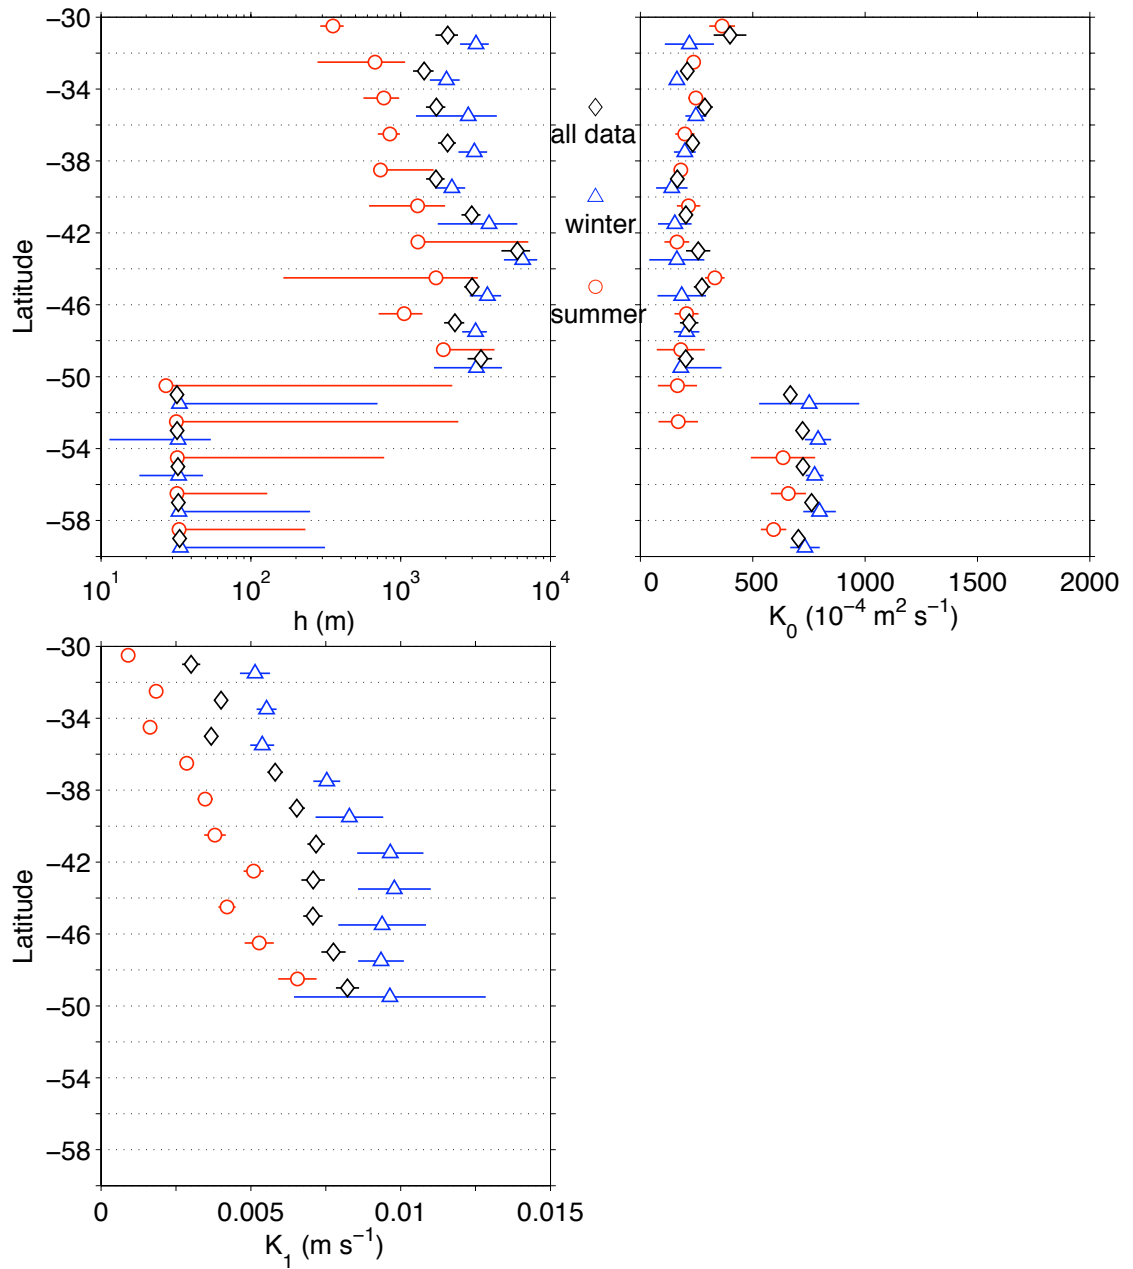 −30
−34
−38
−42
−46
−50
−54
−58
Latitude
10¹ 10² 10³ 10⁴
h (m)
all data
winter
summer
0 500 1000 1500 2000
K₀ (10⁻⁴ m² s⁻¹)
−30
−34
−38
−42
−46
−50
−54
−58
Latitude
0 0.005 0.01 0.015
K₁ (m s⁻¹)